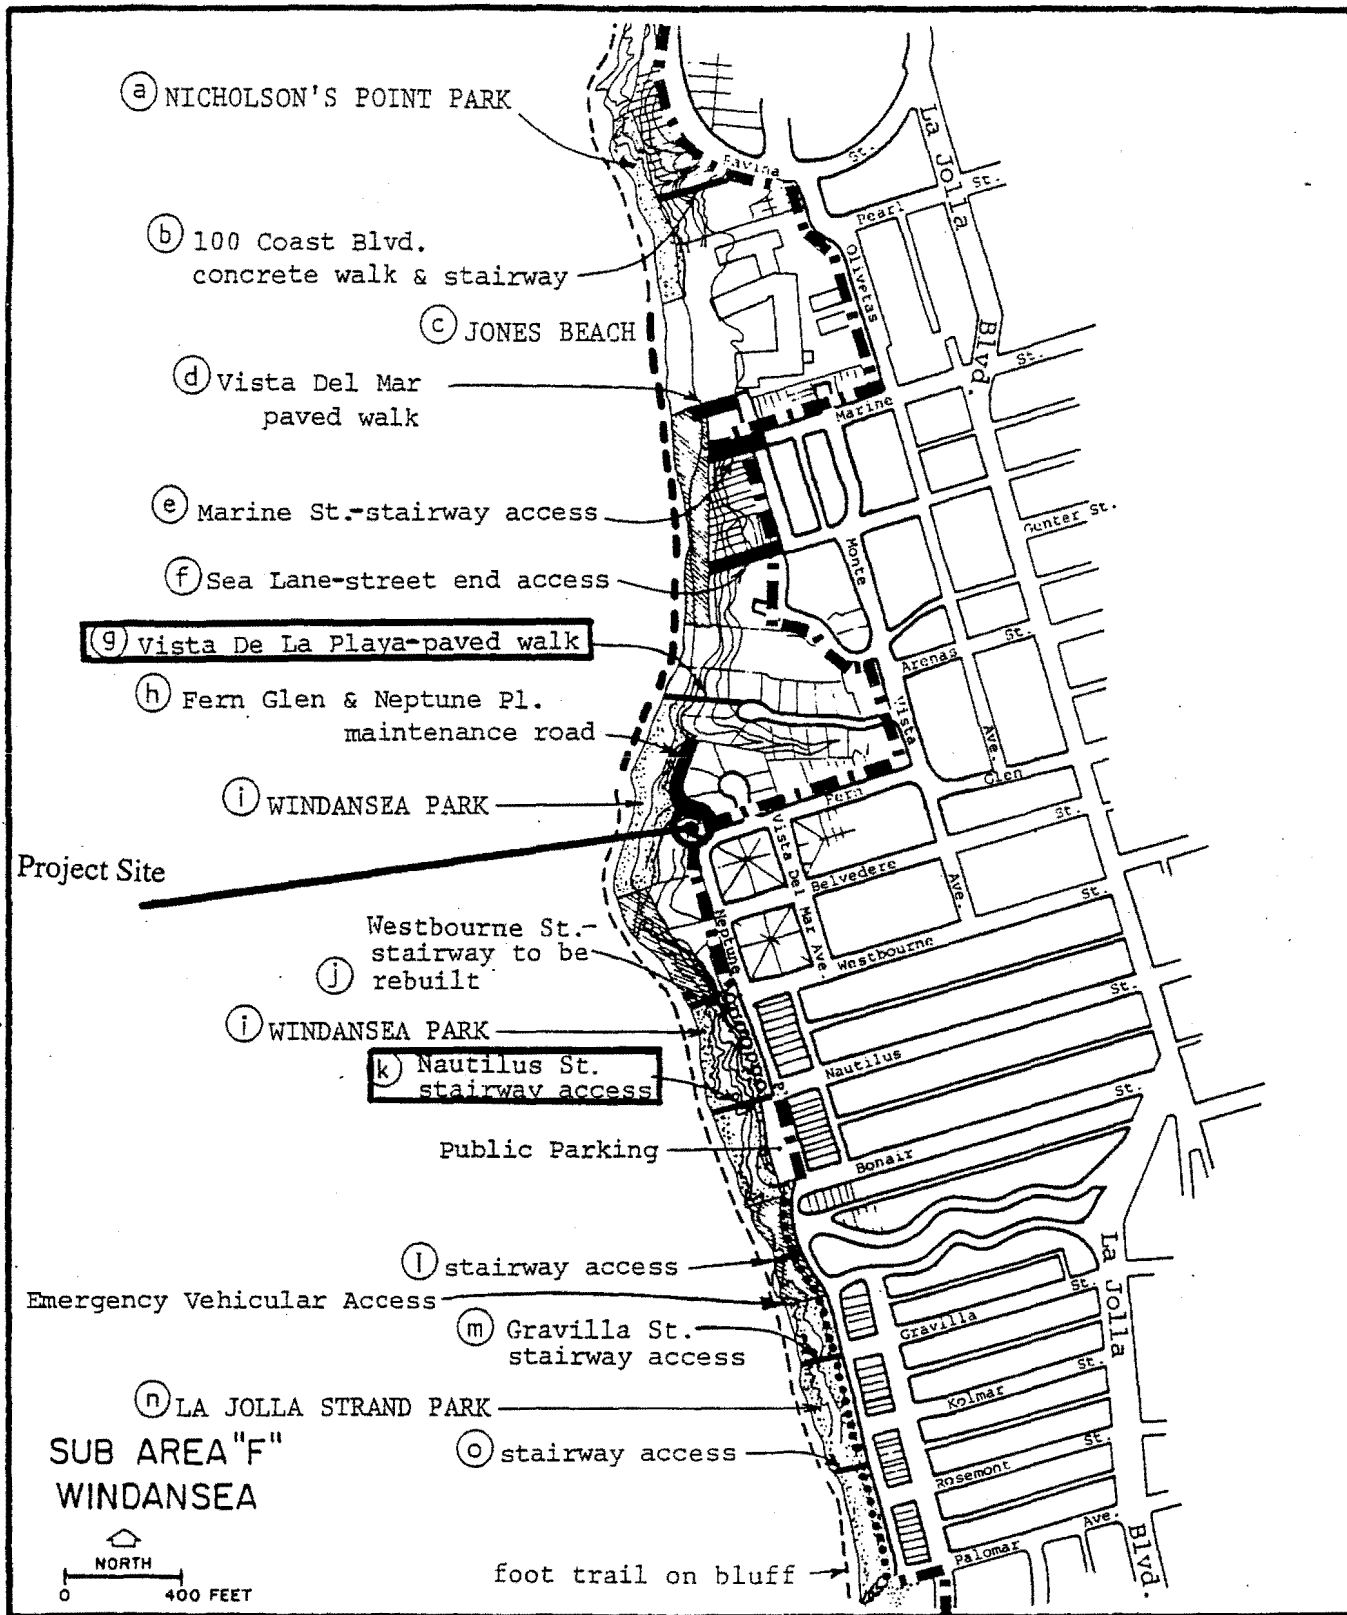 (a) NICHOLSON'S POINT PARK
(b) 100 Coast Blvd.
concrete walk & stairway
(c) JONES BEACH
(d) Vista Del Mar
paved walk
(e) Marine St.-stairway access
(f) Sea Lane-street end access
(g) Vista De La Playa-paved walk
(h) Fern Glen & Neptune Pl.
maintenance road
(i) WINDANSEA PARK
Project Site
Westbourne St.-
stairway to be
(j) rebuilt
(i) WINDANSEA PARK
(k) Nautilus St.
stairway access
Public Parking
(l) stairway access
Emergency Vehicular Access
(m) Gravilla St.
stairway access
(n) LA JOLLA STRAND PARK
(o) stairway access
foot trail on bluff
SUB AREA "F"
WINDANSEA
NORTH
0 400 FEET
La Jolla Blvd.
Ravina St.
Pearl St.
Olivetas
Marine St.
Gunter St.
Monte Vista
Arenas St.
Ave.
Fern Glen
St.
Vista Del Mar Ave.
Belvedere
Ave.
Neptune Pl.
Westbourne St.
Nautilus St.
Bonair St.
Gravilla St.
Kolmar St.
Rosemont St.
Palomar Ave.
La Jolla Blvd.